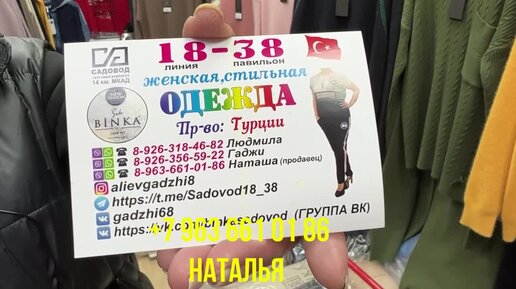 18-38
линия павильон
САДОВОД
14 км. МКАД
женская, стильная
ОДЕЖДА
BİNKA
Пр-во: Турции
8-926-318-46-82 Людмила
8-926-356-59-22 Гаджи
8-963-661-01-86 Наташа (продавец)
alievgadzhi8
https://t.me/Sadovod18_38
gadzhi68
(ГРУППА ВК)
+7 963 661 01 86
НАТАЛЬЯ